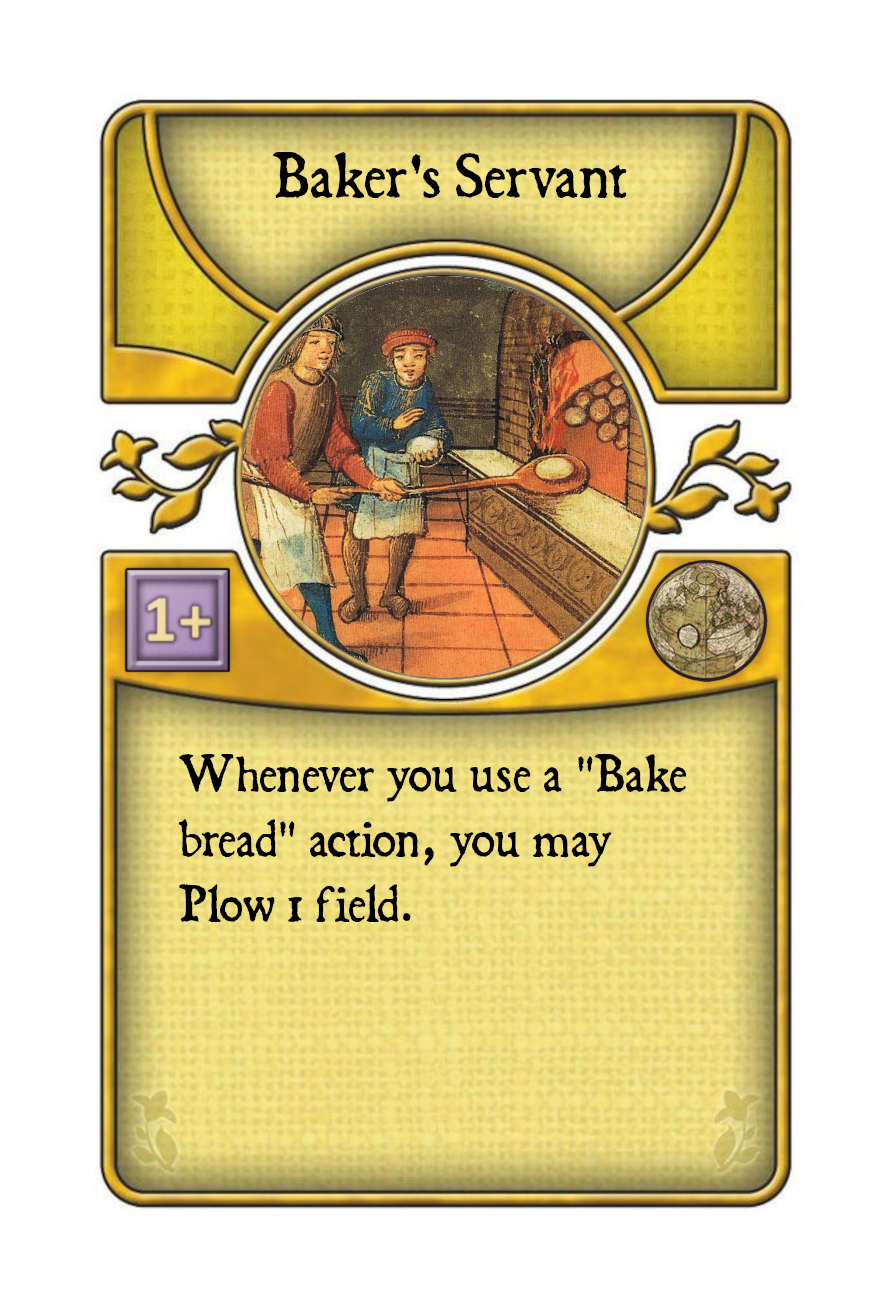 Baker's Servant
1+
Whenever you use a "Bake
bread" action, you may
Plow 1 field.